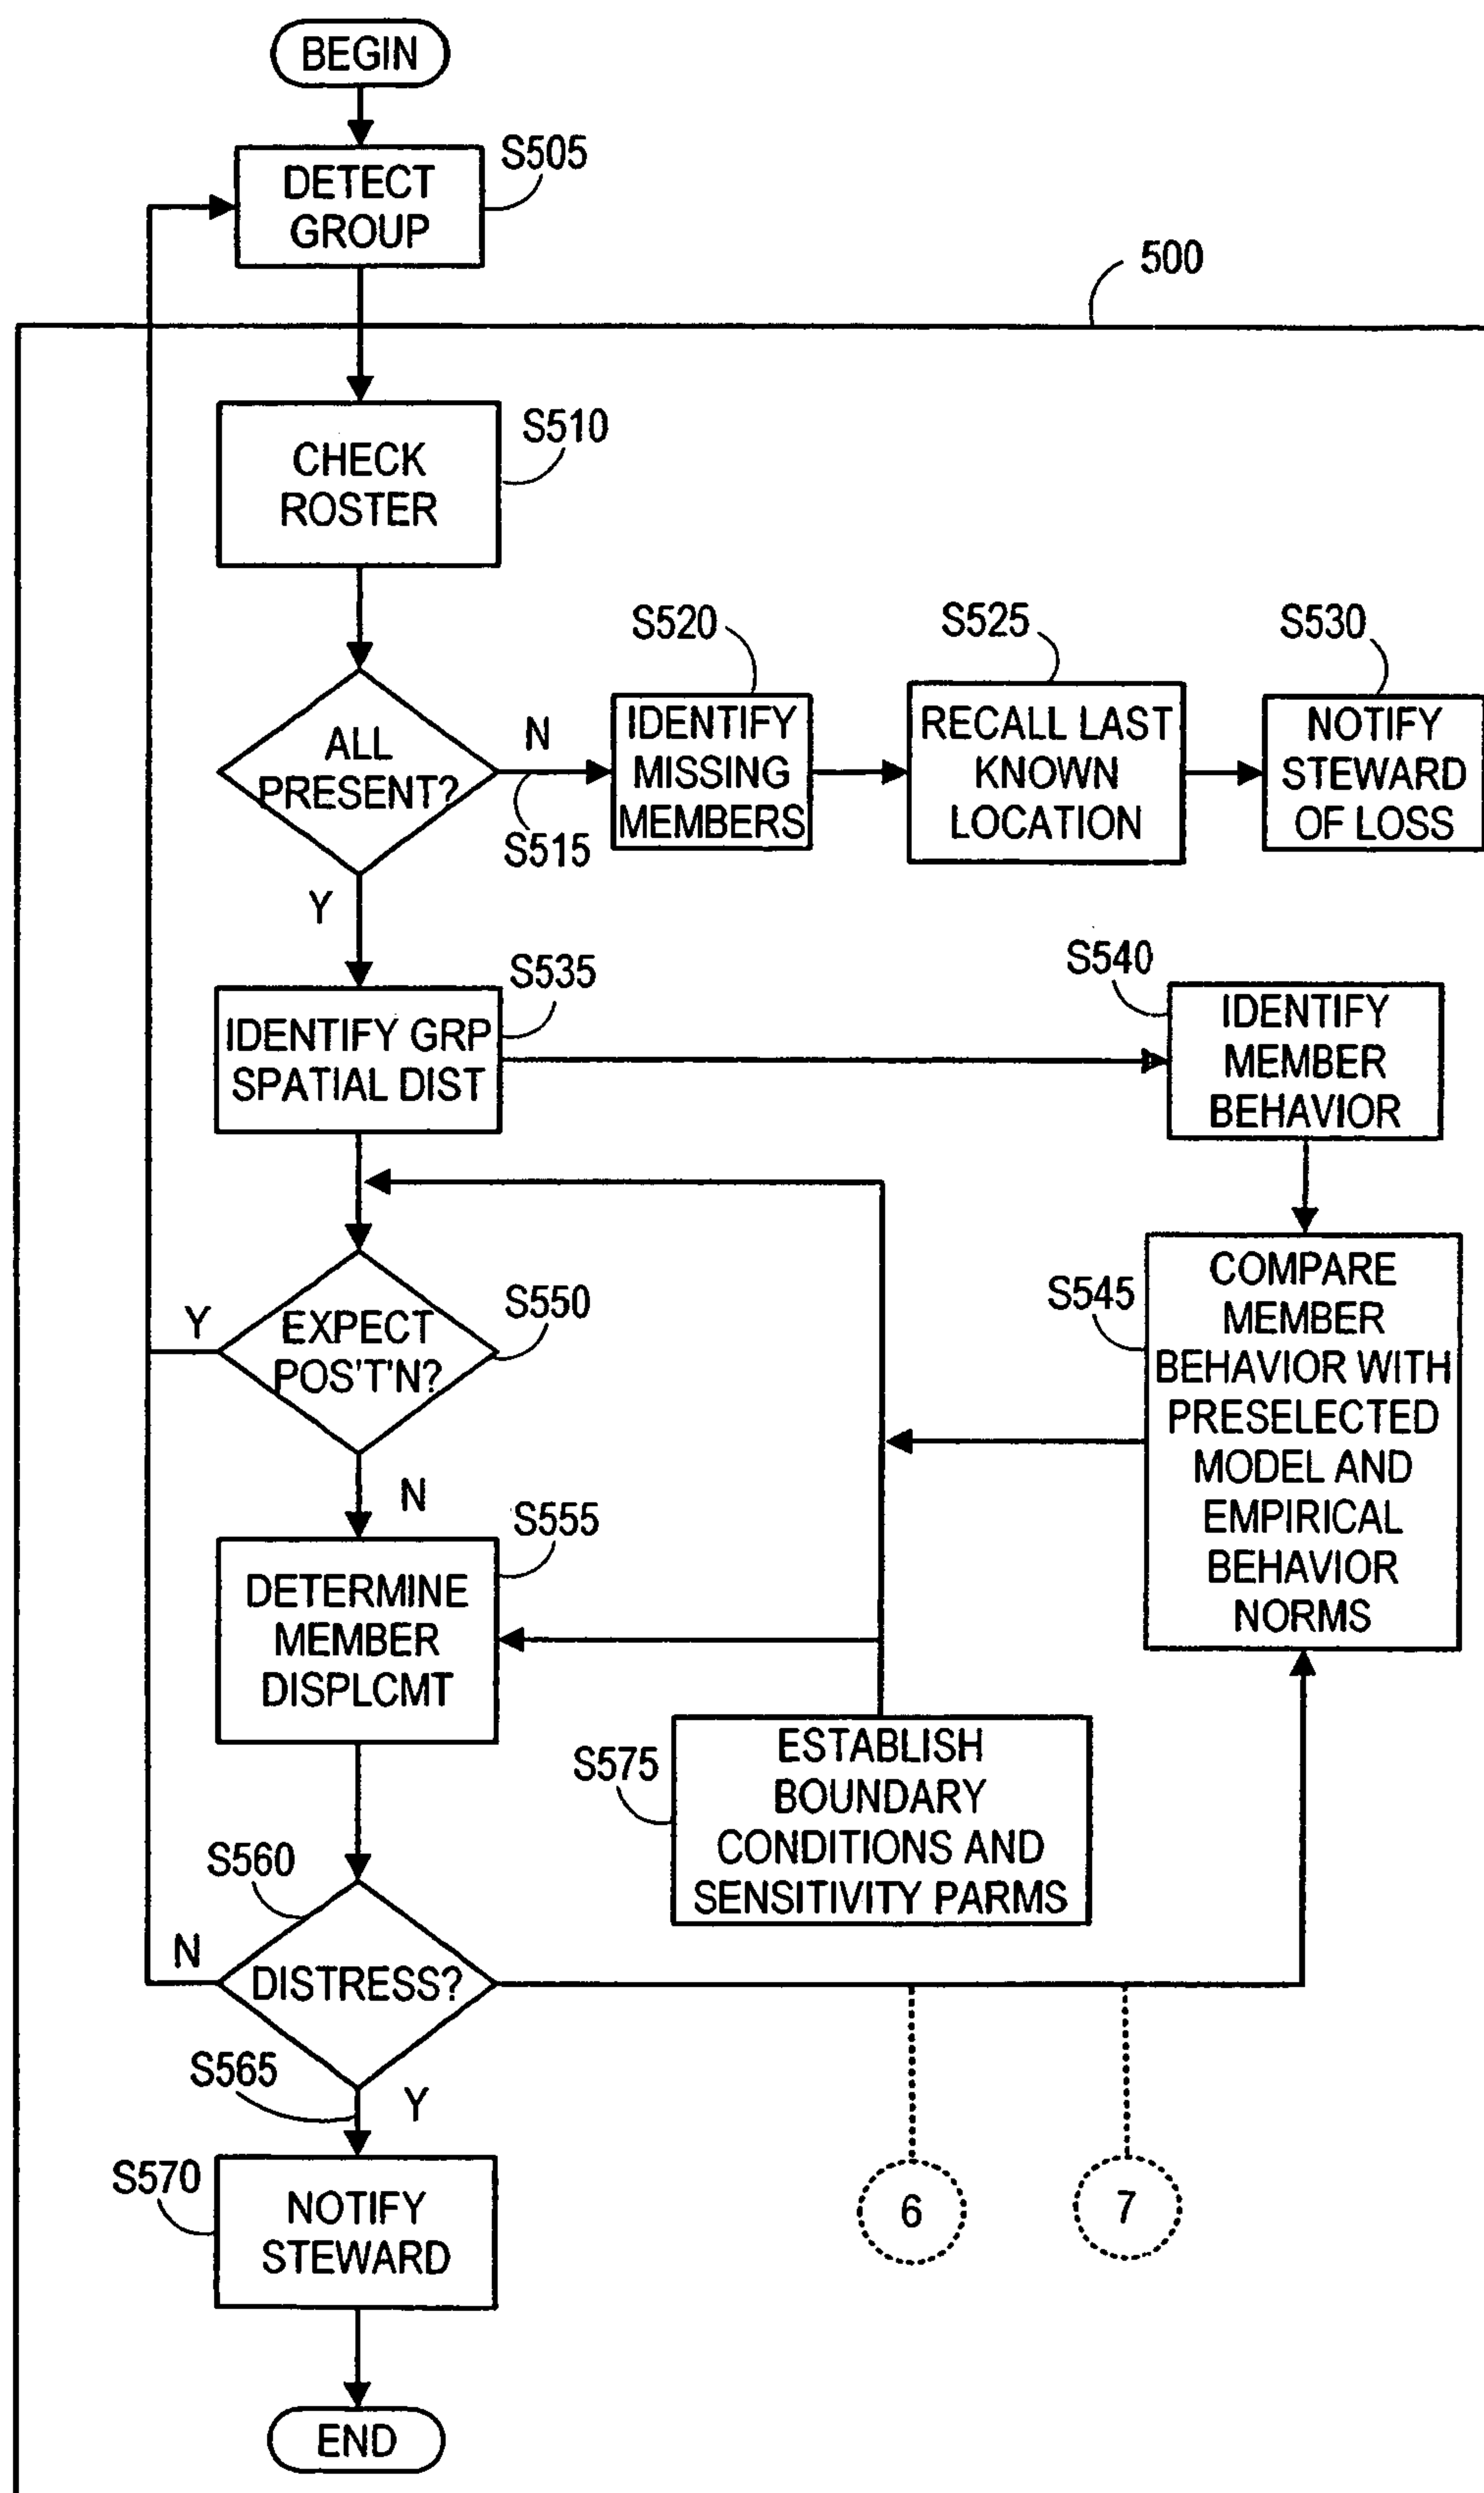 BEGIN
DETECT
GROUP
S505
500
CHECK
ROSTER
S510
ALL
PRESENT?
N
S515
Y
S520
IDENTIFY
MISSING
MEMBERS
S525
RECALL LAST
KNOWN
LOCATION
S530
NOTIFY
STEWARD
OF LOSS
S535
IDENTIFY GRP
SPATIAL DIST
S540
IDENTIFY
MEMBER
BEHAVIOR
S545
COMPARE
MEMBER
BEHAVIOR WITH
PRESELECTED
MODEL AND
EMPIRICAL
BEHAVIOR
NORMS
Y
EXPECT
POS'T'N?
S550
N
S555
DETERMINE
MEMBER
DISPLCMT
S575
ESTABLISH
BOUNDARY
CONDITIONS AND
SENSITIVITY PARMS
S560
N
DISTRESS?
S565
Y
S570
NOTIFY
STEWARD
6
7
END